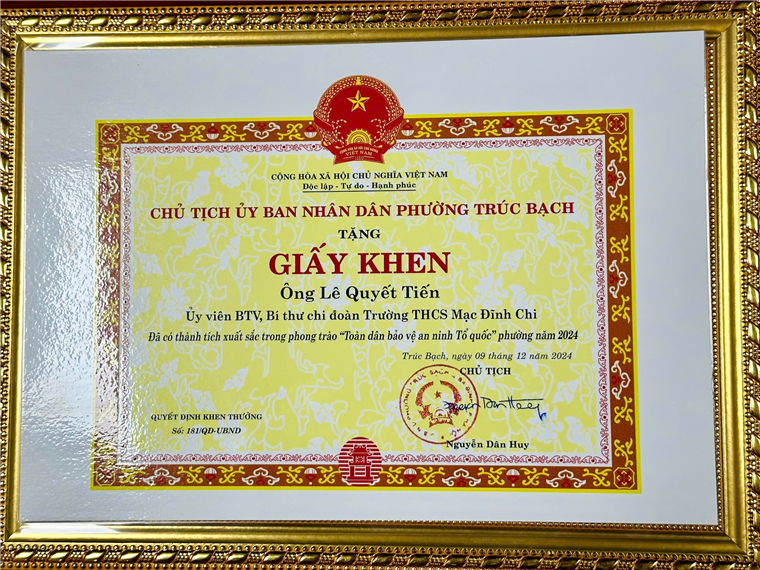 CỘNG HÒA XÃ HỘI CHỦ NGHĨA VIỆT NAM
Độc lập - Tự do - Hạnh phúc
CHỦ TỊCH ỦY BAN NHÂN DÂN PHƯỜNG TRÚC BẠCH
TẶNG
GIẤY KHEN
Ông Lê Quyết Tiến
Ủy viên BTV, Bí thư chi đoàn Trường THCS Mạc Đĩnh Chi
Đã có thành tích xuất sắc trong phong trào “Toàn dân bảo vệ an ninh Tổ quốc” phường năm 2024
Trúc Bạch, ngày 09 tháng 12 năm 2024
CHỦ TỊCH
QUYẾT ĐỊNH KHEN THƯỞNG
Số: 181/QĐ-UBND
Nguyễn Dân Huy